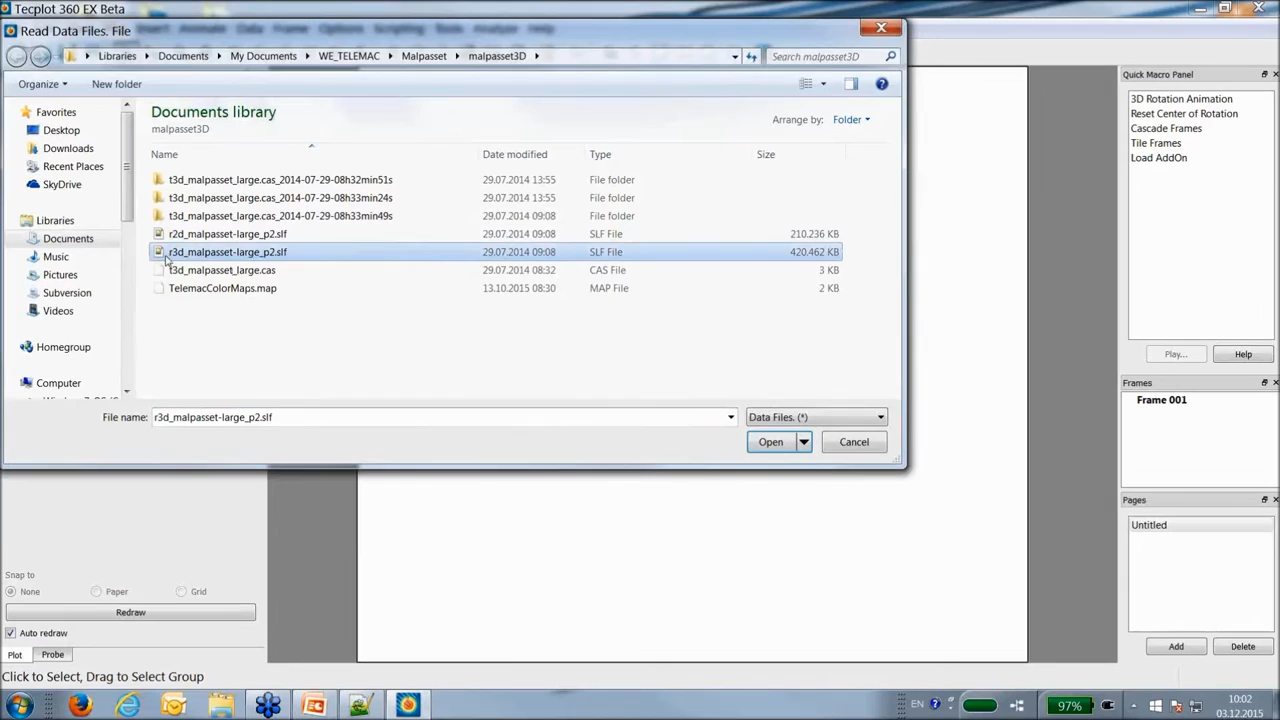 Tecplot 360 EX Beta
Read Data Files. File
Libraries Documents My Documents WE_TELEMAC Malpasset malpasset3D
Search malpasset3D
Organize
New folder
Favorites
Desktop
Downloads
Recent Places
SkyDrive
Libraries
Documents
Music
Pictures
Subversion
Videos
Homegroup
Computer
Documents library
malpasset3D
Arrange by: Folder
Name Date modified Type Size
t3d_malpasset_large.cas_2014-07-29-08h32min51s 29.07.2014 13:55 File folder
t3d_malpasset_large.cas_2014-07-29-08h33min24s 29.07.2014 13:55 File folder
t3d_malpasset_large.cas_2014-07-29-08h33min49s 29.07.2014 09:08 File folder
r2d_malpasset-large_p2.slf 29.07.2014 09:08 SLF File 210.236 KB
r3d_malpasset-large_p2.slf 29.07.2014 09:08 SLF File 420.462 KB
t3d_malpasset_large.cas 29.07.2014 08:32 CAS File 3 KB
TelemacColorMaps.map 13.10.2015 08:30 MAP File 2 KB
File name: r3d_malpasset-large_p2.slf
Data Files. (*)
Open
Cancel
Quick Macro Panel
3D Rotation Animation
Reset Center of Rotation
Cascade Frames
Tile Frames
Load AddOn
Play...
Help
Frames
Frame 001
Pages
Untitled
Add
Delete
Snap to
None Paper Grid
Redraw
Auto redraw
Plot Probe
Click to Select, Drag to Select Group
EN
97%
10:02
03.12.2015